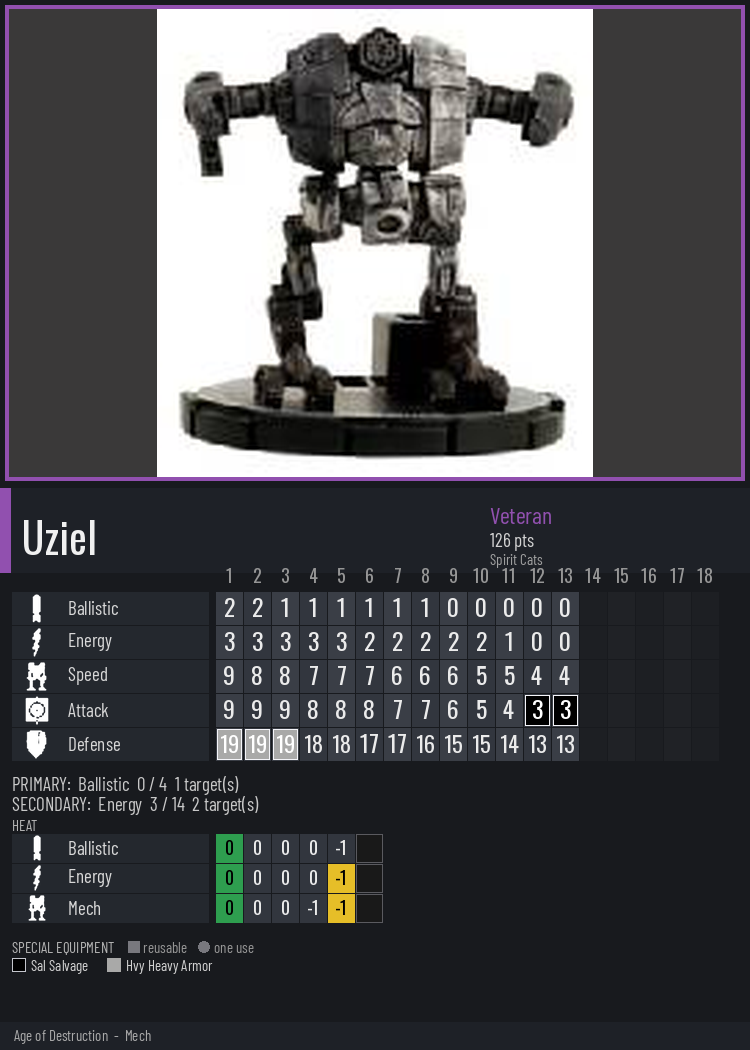 Uziel
Veteran
126 pts
Spirit Cats
1 2 3 4 5 6 7 8 9 10 11 12 13 14 15 16 17 18
Ballistic 2 2 1 1 1 1 1 1 0 0 0 0 0
Energy 3 3 3 3 3 2 2 2 2 2 1 0 0
Speed 9 8 8 7 7 7 6 6 6 5 5 4 4
Attack 9 9 9 8 8 8 7 7 6 5 4 3 3
Defense 19 19 19 18 18 17 17 16 15 15 14 13 13
PRIMARY: Ballistic 0 / 4 1 target(s)
SECONDARY: Energy 3 / 14 2 target(s)
HEAT
Ballistic 0 0 0 0 -1
Energy 0 0 0 0 -1
Mech 0 0 0 -1 -1
SPECIAL EQUIPMENT reusable one use
Sal Salvage Hvy Heavy Armor
Age of Destruction - Mech